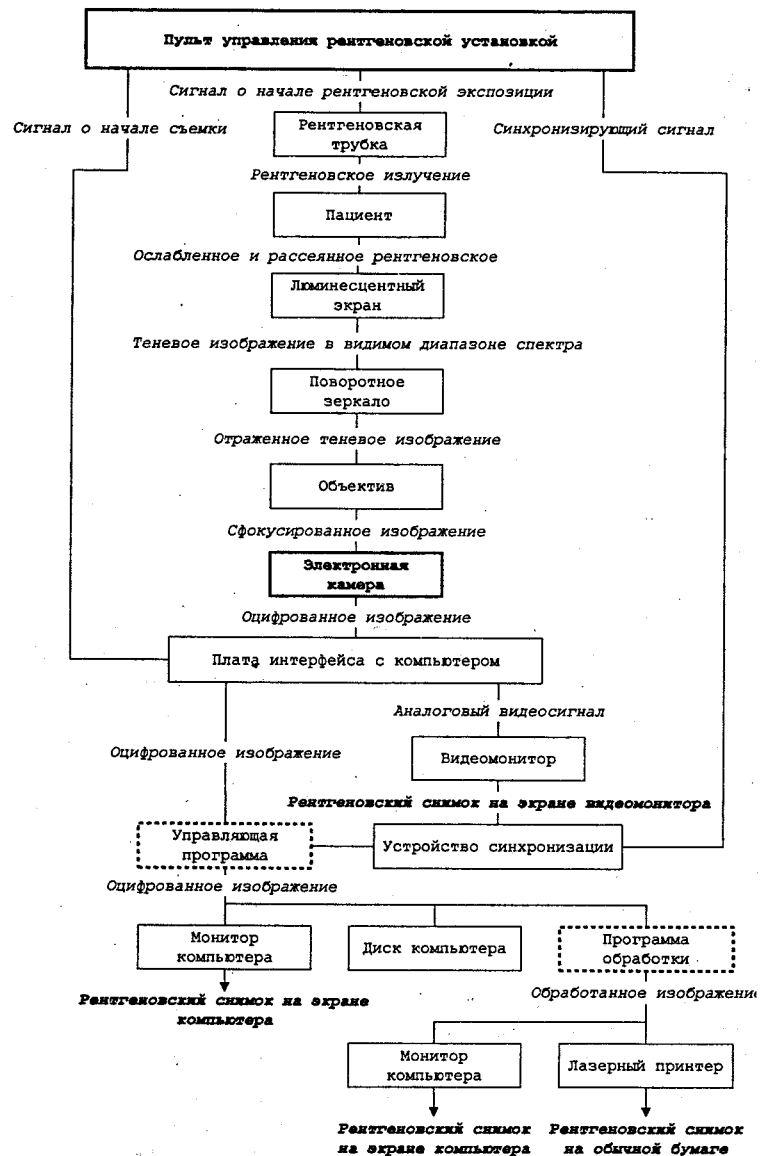 Пульт управления рентгеновской установкой
Сигнал о начале рентгеновской экспозиции
Сигнал о начале съемки
Рентгеновская
трубка
Синхронизирующий сигнал
Рентгеновское излучение
Пациент
Ослабленное и рассеянное рентгеновское
Люминесцентный
экран
Теневое изображение в видимом диапазоне спектра
Поворотное
зеркало
Отраженное теневое изображение
Объектив
Сфокусированное изображение
Электронная
камера
Оцифрованное изображение
Плата интерфейса с компьютером
Аналоговый видеосигнал
Оцифрованное изображение
Видеомонитор
Рентгеновский снимок на экране видеомонитора
Управляющая
программа
Устройство синхронизации
Оцифрованное изображение
Монитор
компьютера
Диск компьютера
Программа
обработки
Рентгеновский снимок на экране
компьютера
Обработанное изображени
Монитор
компьютера
Лазерный принтер
Рентгеновский снимок
на экране компьютера
Рентгеновский снимок
на обычной бумаге